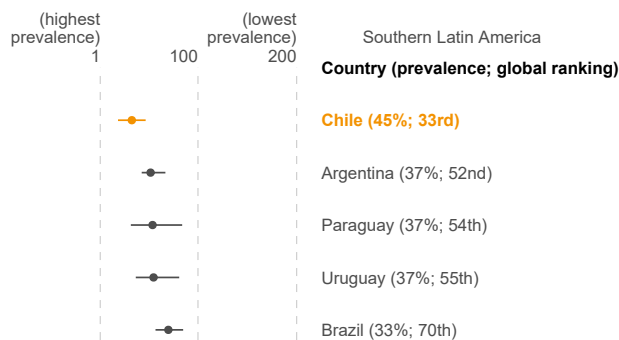 (highest
prevalence)
1
100
(lowest
prevalence)
200
Southern Latin America
Country (prevalence; global ranking)
Chile (45%; 33rd)
Argentina (37%; 52nd)
Paraguay (37%; 54th)
Uruguay (37%; 55th)
Brazil (33%; 70th)